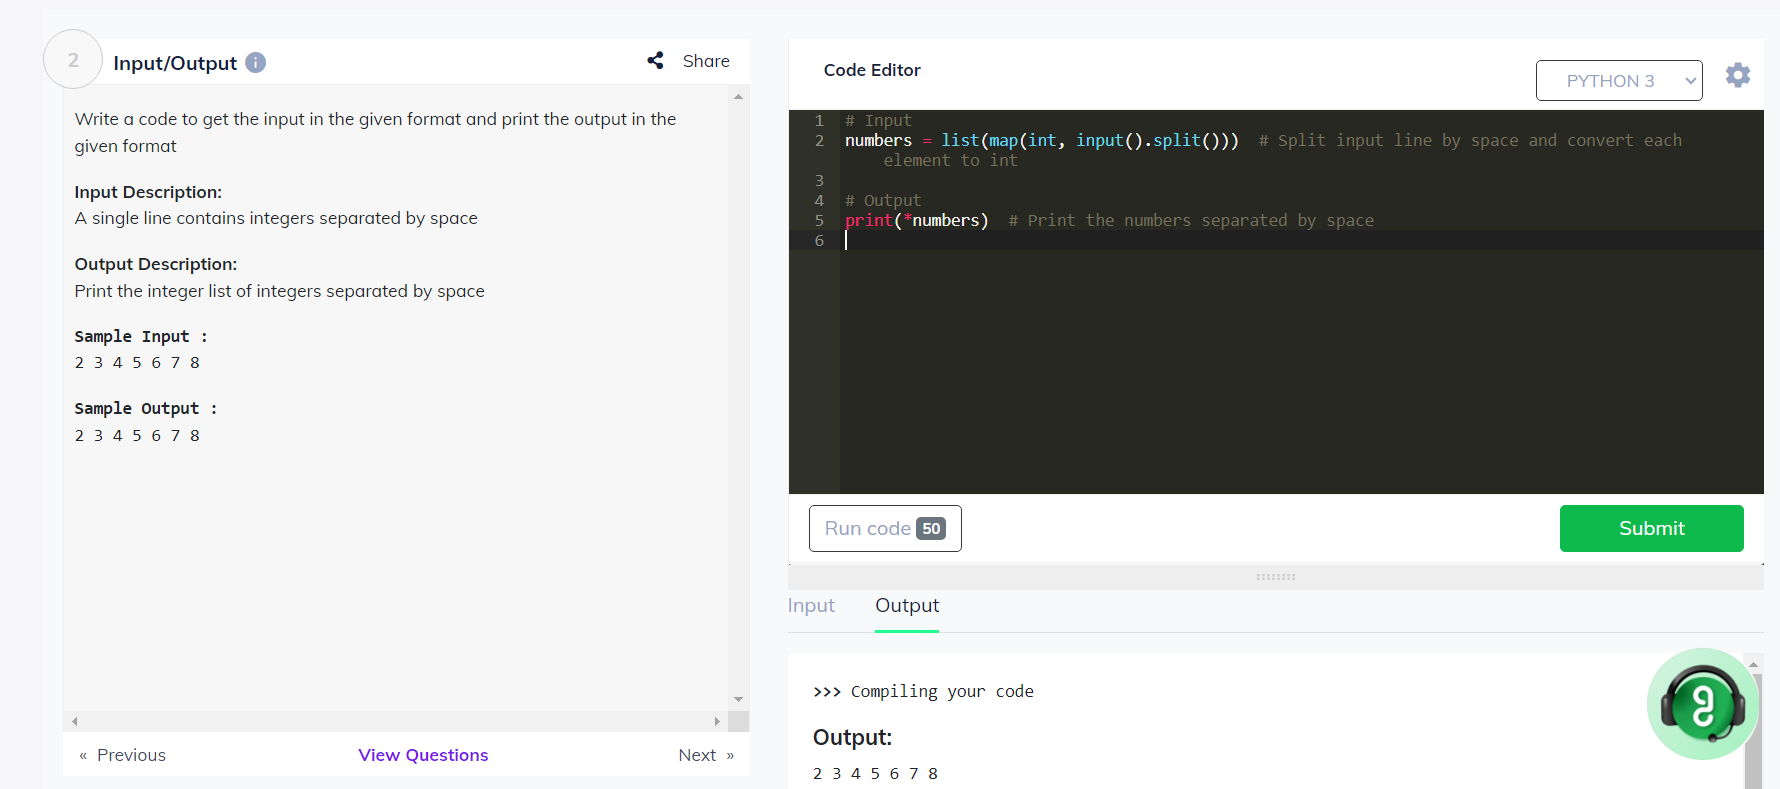 2
Input/Output i
Share
Write a code to get the input in the given format and print the output in the
given format
Input Description:
A single line contains integers separated by space
Output Description:
Print the integer list of integers separated by space
Sample Input :
2 3 4 5 6 7 8
Sample Output :
2 3 4 5 6 7 8
« Previous
View Questions
Next »
Code Editor
PYTHON 3
1 # Input
2 numbers = list(map(int, input().split()))  # Split input line by space and convert each
element to int
3
4 # Output
5 print(*numbers)  # Print the numbers separated by space
6
Run code 50
Submit
Input
Output
>>> Compiling your code
Output:
2 3 4 5 6 7 8